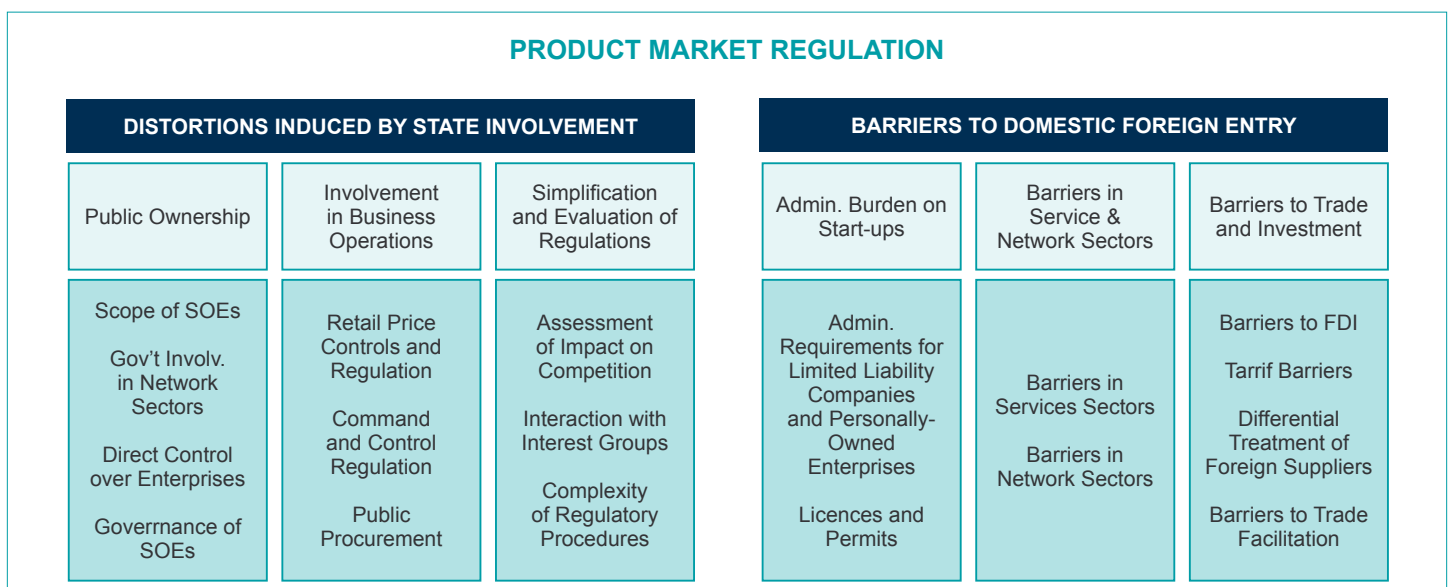 PRODUCT MARKET REGULATION
DISTORTIONS INDUCED BY STATE INVOLVEMENT
Public Ownership
Involvement
in Business
Operations
Simplification
and Evaluation of
Regulations
Scope of SOEs
Gov't Involv.
in Network
Sectors
Direct Control
over Enterprises
Goverrnance of
SOEs
Retail Price
Controls and
Regulation
Command
and Control
Regulation
Public
Procurement
Assessment
of Impact on
Competition
Interaction with
Interest Groups
Complexity
of Regulatory
Procedures
BARRIERS TO DOMESTIC FOREIGN ENTRY
Admin. Burden on
Start-ups
Barriers in
Service &
Network Sectors
Barriers to Trade
and Investment
Admin.
Requirements for
Limited Liability
Companies
and Personally-
Owned
Enterprises
Licences and
Permits
Barriers in
Services Sectors
Barriers in
Network Sectors
Barriers to FDI
Tarrif Barriers
Differential
Treatment of
Foreign Suppliers
Barriers to Trade
Facilitation